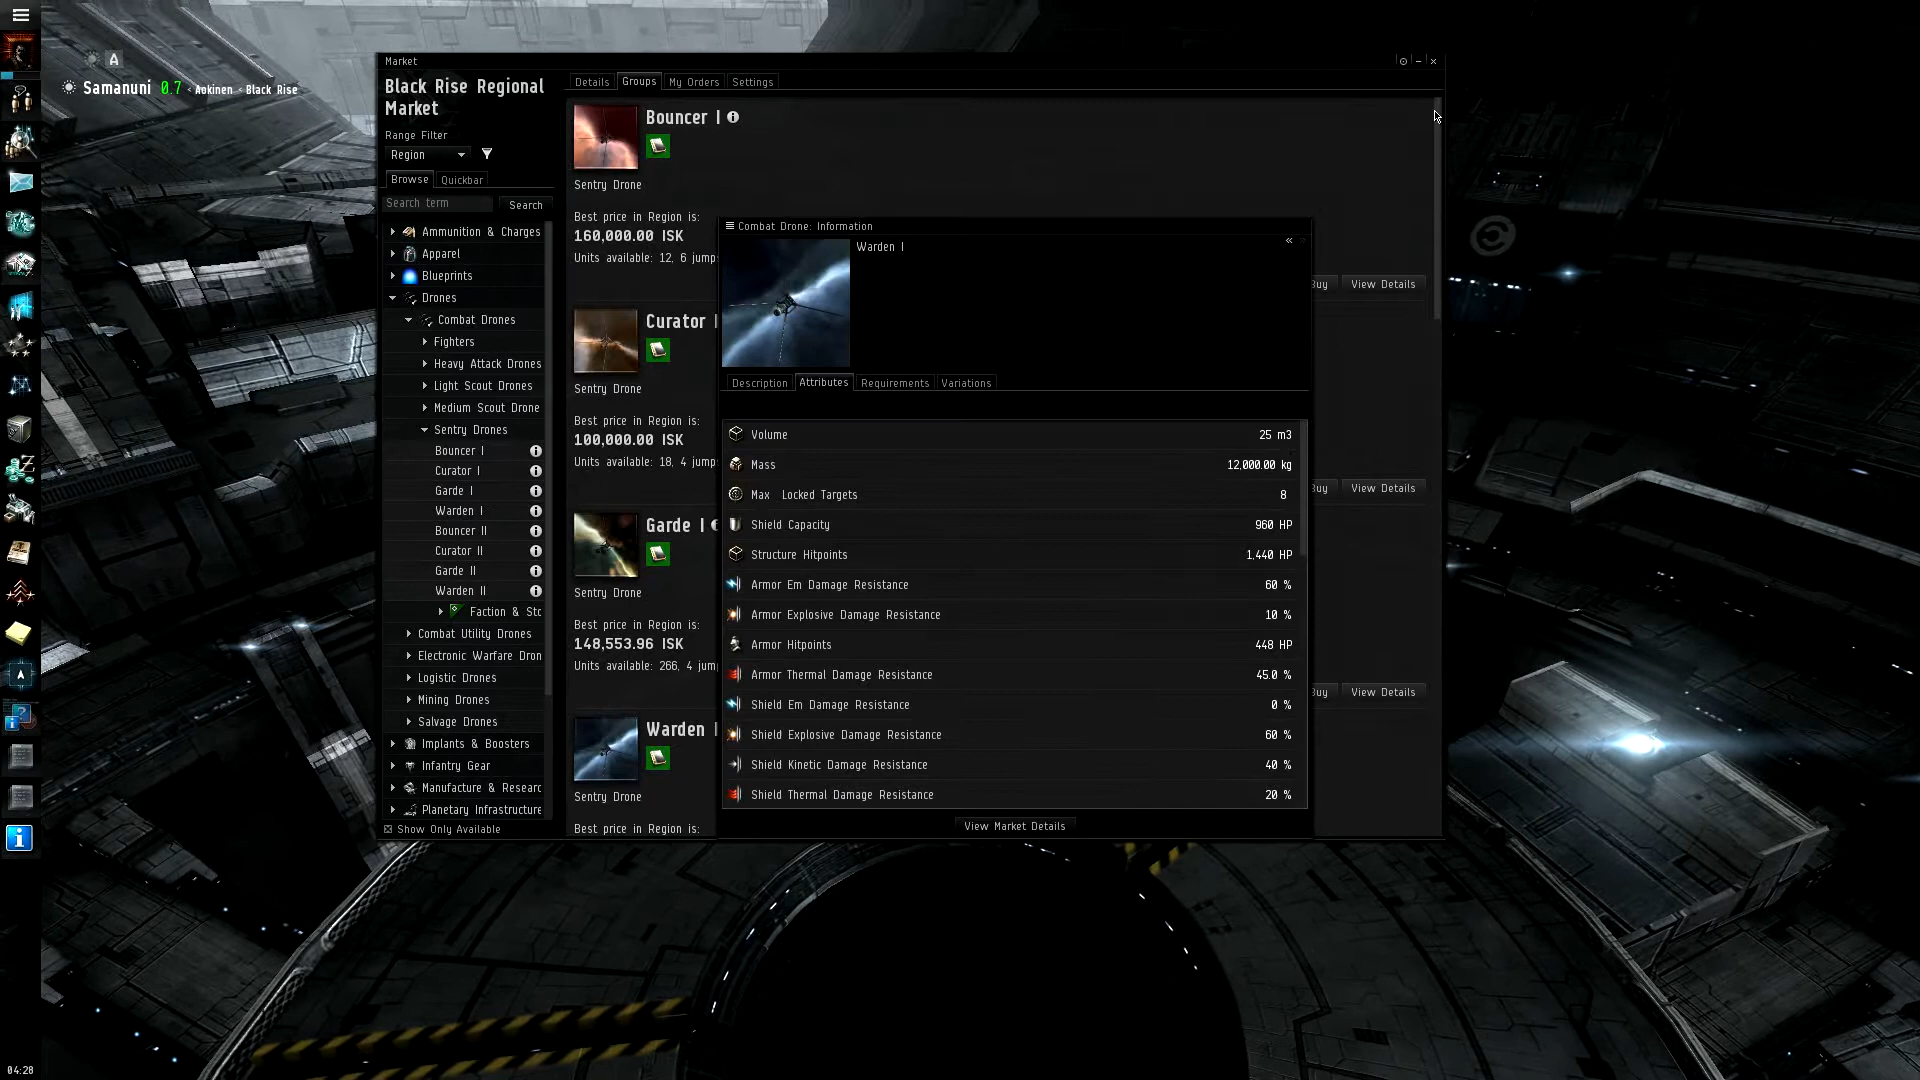 A
Samanuni 0.7 < Aokinen < Black Rise
Market
Black Rise Regional
Market
Range Filter
Region
Browse Quickbar
Search term Search
Ammunition & Charges
Apparel
Blueprints
Drones
Combat Drones
Fighters
Heavy Attack Drones
Light Scout Drones
Medium Scout Drone
Sentry Drones
Bouncer I
Curator I
Garde I
Warden I
Bouncer II
Curator II
Garde II
Warden II
Faction & Sto
Combat Utility Drones
Electronic Warfare Dron
Logistic Drones
Mining Drones
Salvage Drones
Implants & Boosters
Infantry Gear
Manufacture & Researc
Planetary Infrastructure
Show Only Available
Details Groups My Orders Settings
Bouncer I
Sentry Drone
Best price in Region is:
160,000.00 ISK
Units available: 12, 6 jump
Buy View Details
Curator I
Sentry Drone
Best price in Region is:
100,000.00 ISK
Units available: 18, 4 jump
Buy View Details
Garde I
Sentry Drone
Best price in Region is:
148,553.96 ISK
Units available: 266, 4 jum
Buy View Details
Warden I
Sentry Drone
Best price in Region is:
Combat Drone: Information
Warden I
Description Attributes Requirements Variations
Volume 25 m3
Mass 12,000.00 kg
Max Locked Targets 8
Shield Capacity 960 HP
Structure Hitpoints 1,440 HP
Armor Em Damage Resistance 60 %
Armor Explosive Damage Resistance 10 %
Armor Hitpoints 448 HP
Armor Thermal Damage Resistance 45.0 %
Shield Em Damage Resistance 0 %
Shield Explosive Damage Resistance 60 %
Shield Kinetic Damage Resistance 40 %
Shield Thermal Damage Resistance 20 %
View Market Details
04:28